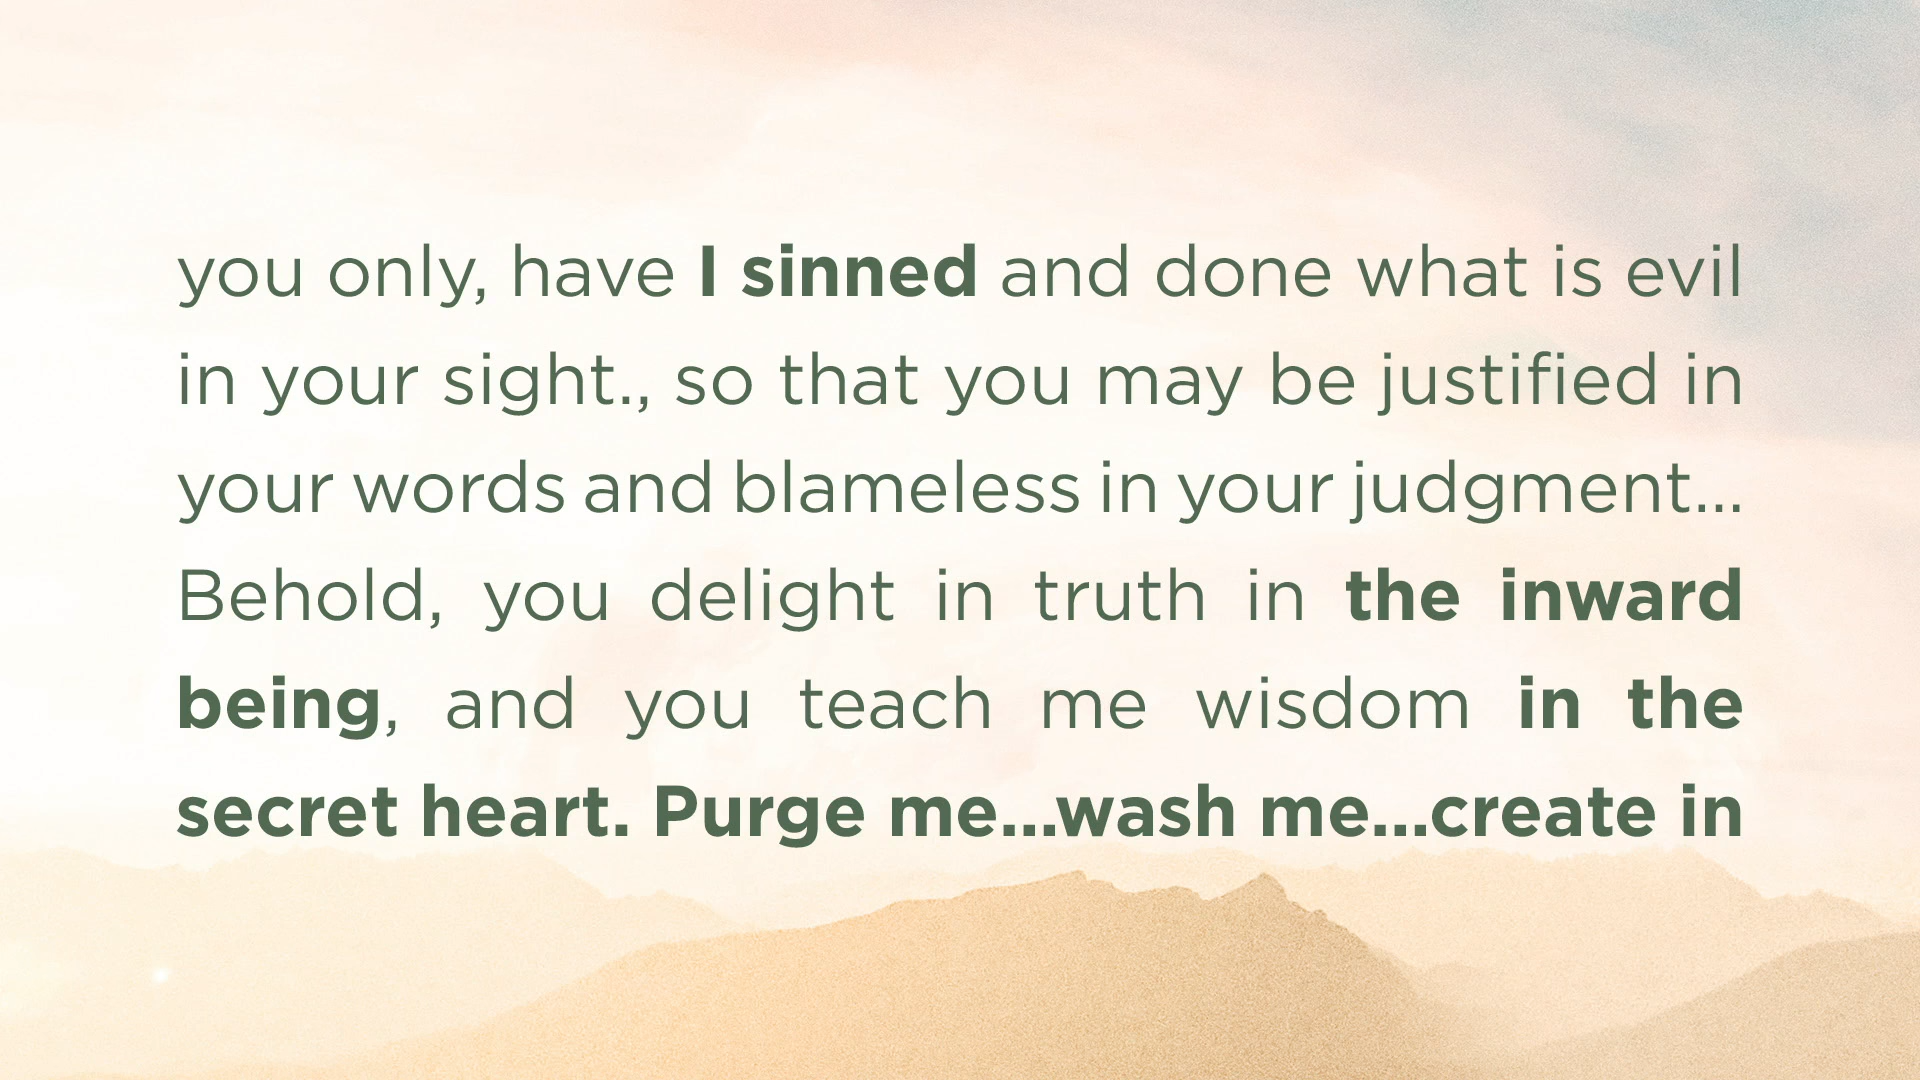 you only, have I sinned and done what is evil
in your sight., so that you may be justified in
your words and blameless in your judgment...
Behold, you delight in truth in the inward
being, and you teach me wisdom in the
secret heart. Purge me...wash me...create in